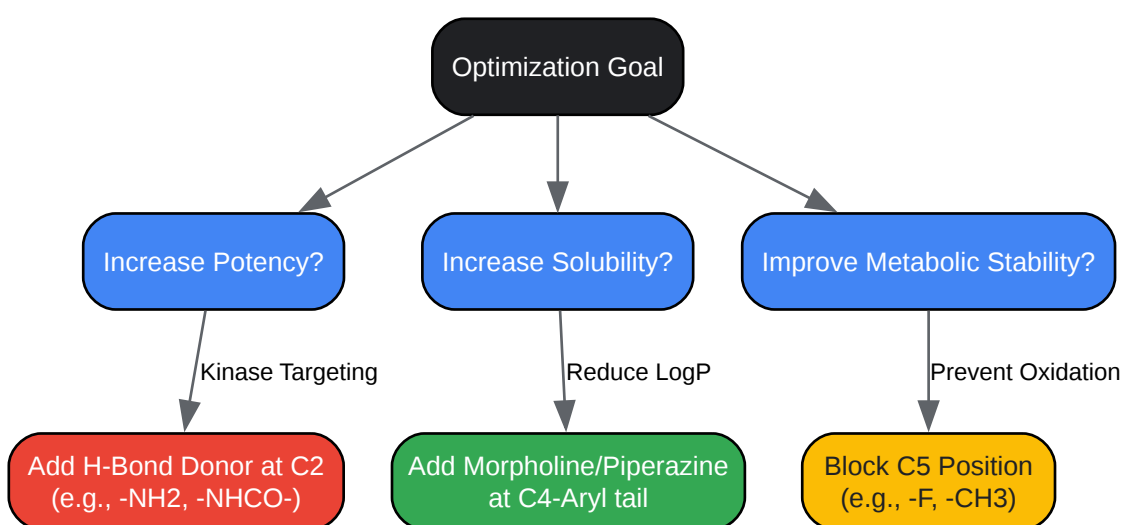 Optimization Goal
Increase Potency?
Increase Solubility?
Improve Metabolic Stability?
Kinase Targeting
Reduce LogP
Prevent Oxidation
Add H-Bond Donor at C2
(e.g., -NH2, -NHCO-)
Add Morpholine/Piperazine
at C4-Aryl tail
Block C5 Position
(e.g., -F, -CH3)